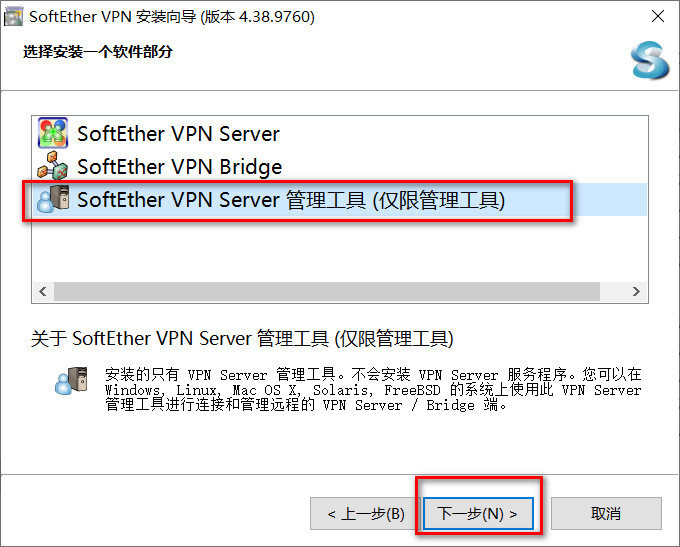 SoftEther VPN 安装向导 (版本 4.38.9760)
选择安装一个软件部分
SoftEther VPN Server
SoftEther VPN Bridge
SoftEther VPN Server 管理工具 (仅限管理工具)
关于 SoftEther VPN Server 管理工具 (仅限管理工具)
安装的只有 VPN Server 管理工具。不会安装 VPN Server 服务程序。您可以在
Windows, Linux, Mac OS X, Solaris, FreeBSD 的系统上使用此 VPN Server
管理工具进行连接和管理远程的 VPN Server / Bridge 端。
< 上一步(B)
下一步(N) >
取消